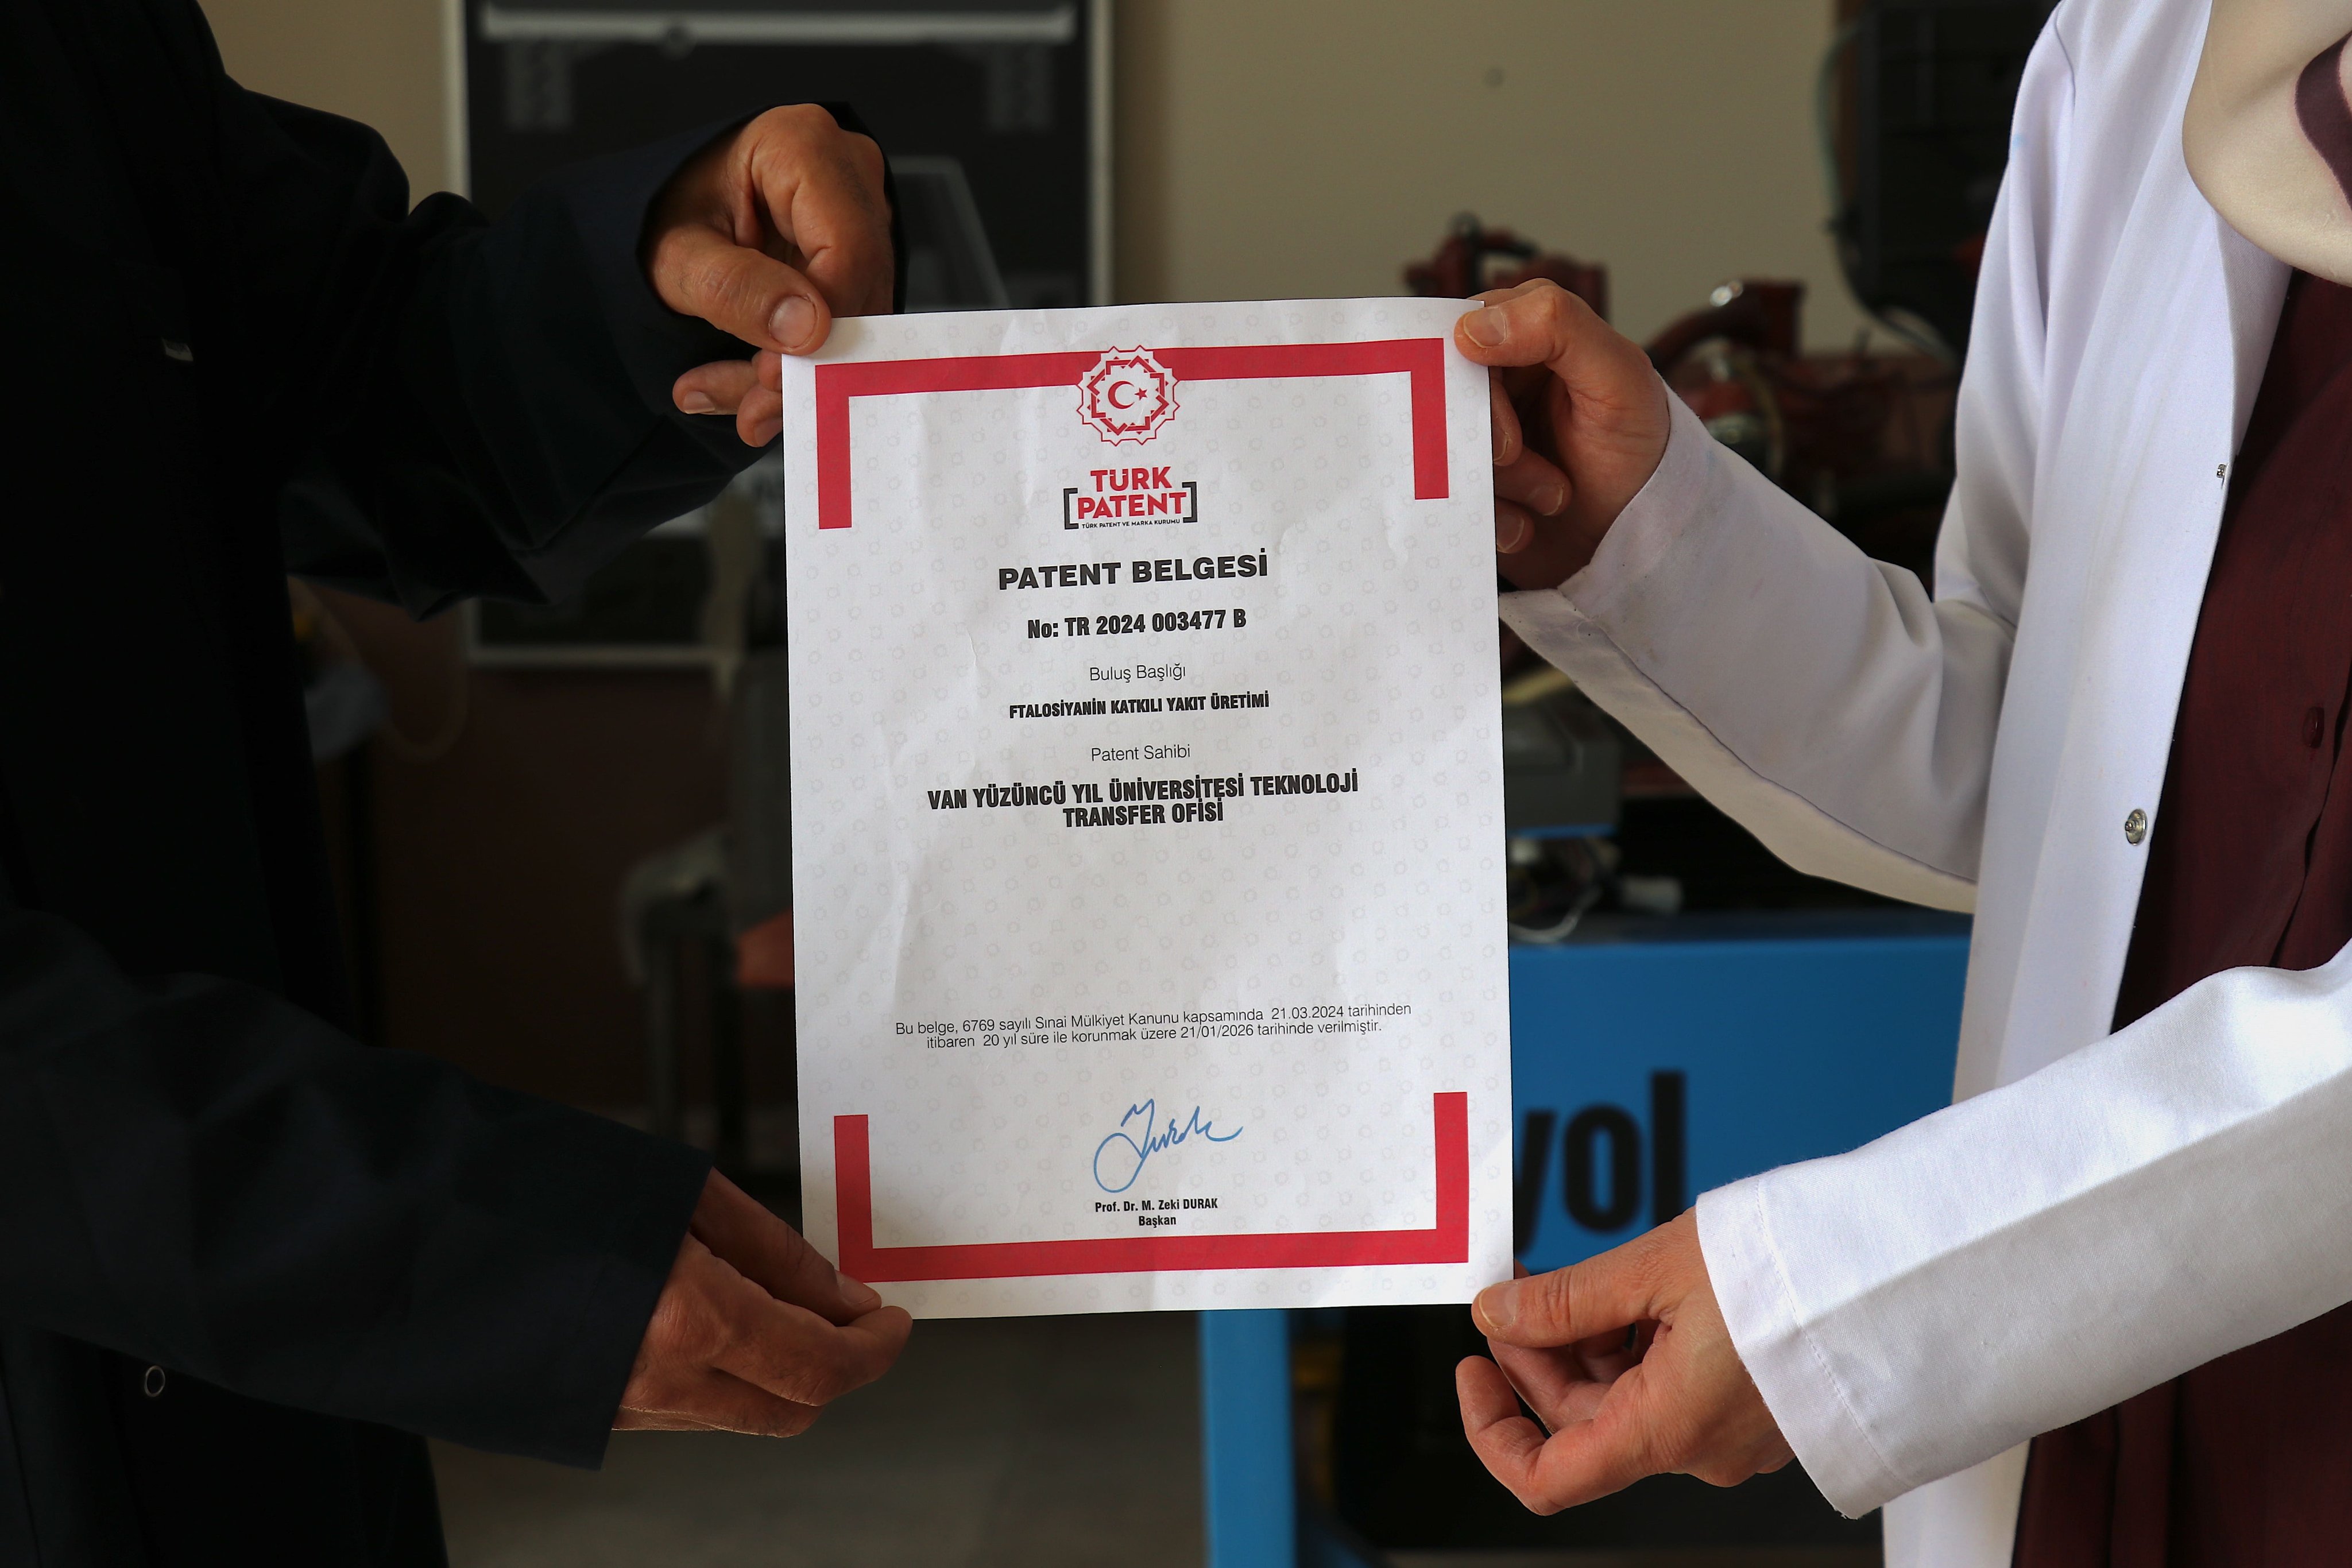 TÜRK
PATENT
TÜRK PATENT VE MARKA KURUMU
PATENT BELGESİ
No: TR 2024 003477 B
Buluş Başlığı
FTALOSİYANİN KATKILI YAKIT ÜRETİMİ
Patent Sahibi
VAN YÜZÜNCÜ YIL ÜNİVERSİTESİ TEKNOLOJİ
TRANSFER OFİSİ
Bu belge, 6769 sayılı Sınai Mülkiyet Kanunu kapsamında 21.03.2024 tarihinden
itibaren 20 yıl süre ile korunmak üzere 21/01/2026 tarihinde verilmiştir.
Prof. Dr. M. Zeki DURAK
Başkan
yol